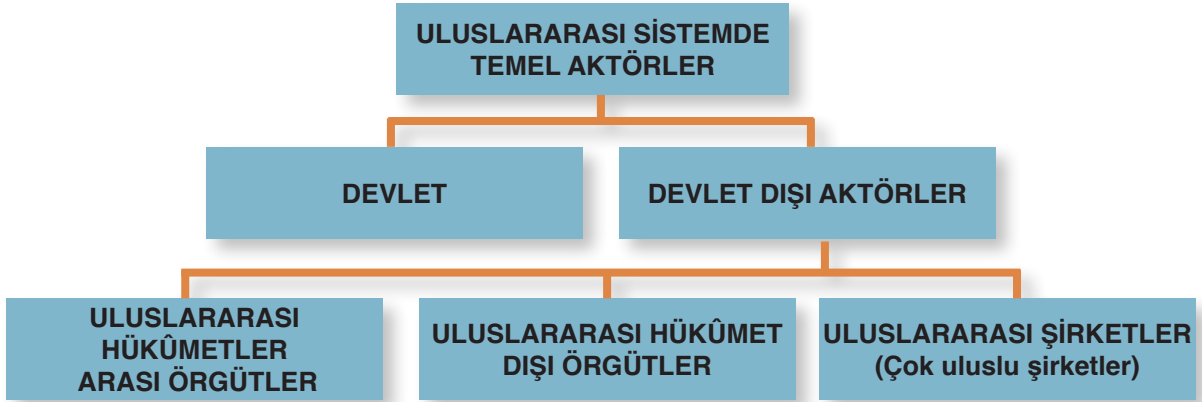 ULUSLARARASI SİSTEMDE
TEMEL AKTÖRLER
DEVLET
DEVLET DIŞI AKTÖRLER
ULUSLARARASI
HÜKÛMETLER
ARASI ÖRGÜTLER
ULUSLARARASI HÜKÛMET
DIŞI ÖRGÜTLER
ULUSLARARASI ŞİRKETLER
(Çok uluslu şirketler)